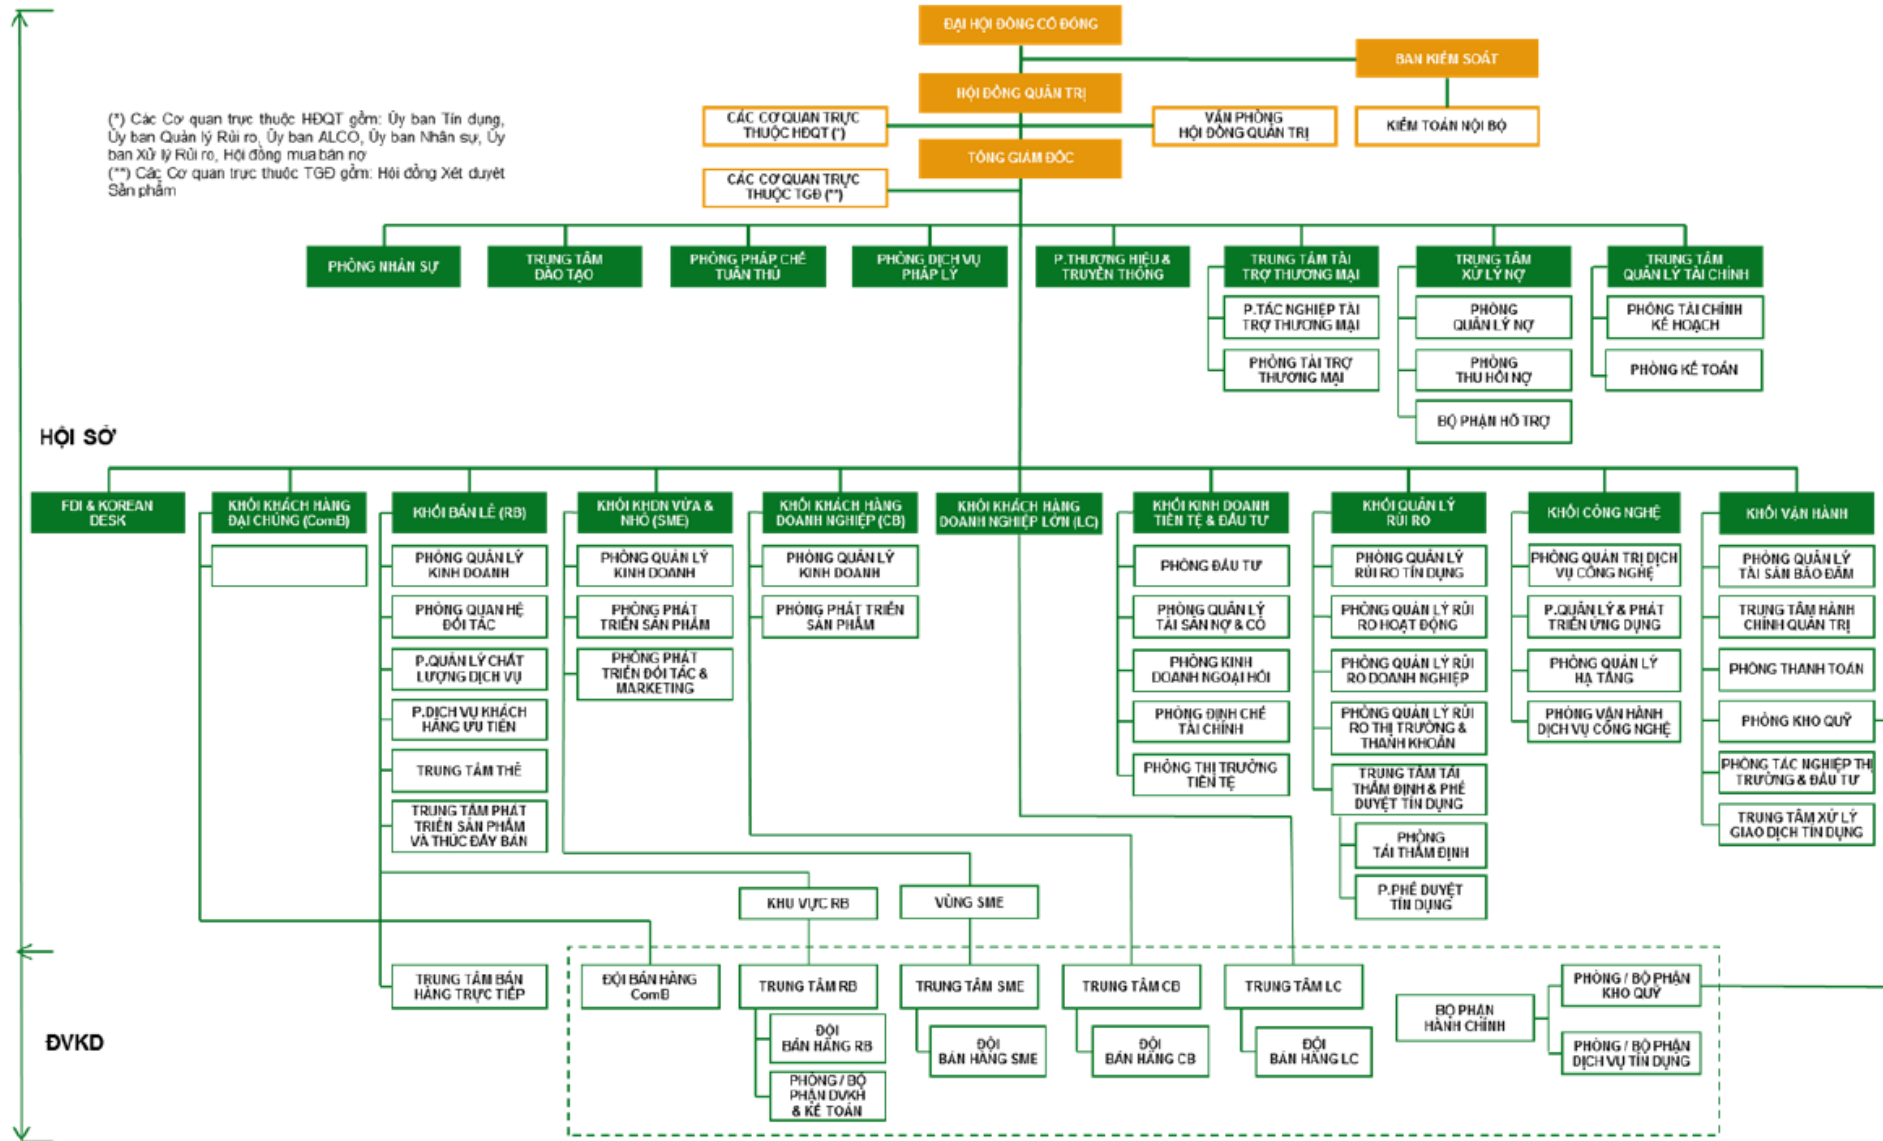 ĐẠI HỘI ĐỒNG CỔ ĐÔNG
BAN KIỂM SOÁT
HỘI ĐỒNG QUẢN TRỊ
(*) Các Cơ quan trực thuộc HĐQT gồm: Ủy ban Tín dụng,
Ủy ban Quản lý Rủi ro, Ủy ban ALCO, Ủy ban Nhân sự, Ủy
ban Xử lý Rủi ro, Hội đồng mua bán nợ
(**) Các Cơ quan trực thuộc TGĐ gồm: Hội đồng Xét duyệt
Sản phẩm
CÁC CƠ QUAN TRỰC
THUỘC HĐQT (*)
VĂN PHÒNG
HỘI ĐỒNG QUẢN TRỊ
KIỂM TOÁN NỘI BỘ
TỔNG GIÁM ĐỐC
CÁC CƠ QUAN TRỰC
THUỘC TGĐ (**)
PHÒNG NHÂN SỰ
TRUNG TÂM
ĐÀO TẠO
PHÒNG PHÁP CHẾ
TUÂN THỦ
PHÒNG DỊCH VỤ
PHÁP LÝ
P.THƯƠNG HIỆU &
TRUYỀN THÔNG
TRUNG TÂM TÀI
TRỢ THƯƠNG MẠI
TRUNG TÂM
XỬ LÝ NỢ
TRUNG TÂM
QUẢN LÝ TÀI CHÍNH
P.TÁC NGHIỆP TÀI
TRỢ THƯƠNG MẠI
PHÒNG
QUẢN LÝ NỢ
PHÒNG TÀI CHÍNH
KẾ HOẠCH
PHÒNG TÀI TRỢ
THƯƠNG MẠI
PHÒNG
THU HỒI NỢ
PHÒNG KẾ TOÁN
BỘ PHẬN HỖ TRỢ
HỘI SỞ
FDI & KOREAN
DESK
KHỐI KHÁCH HÀNG
ĐẠI CHÚNG (ComB)
KHỐI BÁN LẺ (RB)
KHỐI KHDN VỪA &
NHỎ (SME)
KHỐI KHÁCH HÀNG
DOANH NGHIỆP (CB)
KHỐI KHÁCH HÀNG
DOANH NGHIỆP LỚN (LC)
KHỐI KINH DOANH
TIỀN TỆ & ĐẦU TƯ
KHỐI QUẢN LÝ
RỦI RO
KHỐI CÔNG NGHỆ
KHỐI VẬN HÀNH
PHÒNG QUẢN LÝ
KINH DOANH
PHÒNG QUẢN LÝ
KINH DOANH
PHÒNG QUẢN LÝ
KINH DOANH
PHÒNG ĐẦU TƯ
PHÒNG QUẢN LÝ
RỦI RO TÍN DỤNG
PHÒNG QUẢN TRỊ DỊCH
VỤ CÔNG NGHỆ
PHÒNG QUẢN LÝ
TÀI SẢN BẢO ĐẢM
PHÒNG QUAN HỆ
ĐỐI TÁC
PHÒNG PHÁT
TRIỂN SẢN PHẨM
PHÒNG PHÁT TRIỂN
SẢN PHẨM
PHÒNG QUẢN LÝ
TÀI SẢN NỢ & CÓ
PHÒNG QUẢN LÝ RỦI
RO HOẠT ĐỘNG
P.QUẢN LÝ & PHÁT
TRIỂN ỨNG DỤNG
TRUNG TÂM HÀNH
CHÍNH QUẢN TRỊ
P.QUẢN LÝ CHẤT
LƯỢNG DỊCH VỤ
PHÒNG PHÁT
TRIỂN ĐỐI TÁC &
MARKETING
PHÒNG KINH
DOANH NGOẠI HỐI
PHÒNG QUẢN LÝ RỦI
RO DOANH NGHIỆP
PHÒNG QUẢN LÝ
HẠ TẦNG
PHÒNG THANH TOÁN
P.DỊCH VỤ KHÁCH
HÀNG ƯU TIÊN
PHÒNG ĐỊNH CHẾ
TÀI CHÍNH
PHÒNG QUẢN LÝ RỦI
RO THỊ TRƯỜNG &
THANH KHOẢN
PHÒNG VẬN HÀNH
DỊCH VỤ CÔNG NGHỆ
PHÒNG KHO QUỸ
TRUNG TÂM THẺ
PHÒNG THỊ TRƯỜNG
TIỀN TỆ
TRUNG TÂM TÁI
THẨM ĐỊNH & PHÊ
DUYỆT TÍN DỤNG
PHÒNG TÁC NGHIỆP THỊ
TRƯỜNG & ĐẦU TƯ
TRUNG TÂM PHÁT
TRIỂN SẢN PHẨM
VÀ THÚC ĐẨY BÁN
PHÒNG
TÁI THẨM ĐỊNH
TRUNG TÂM XỬ LÝ
GIAO DỊCH TÍN DỤNG
KHU VỰC RB
VÙNG SME
P.PHÊ DUYỆT
TÍN DỤNG
TRUNG TÂM BÁN
HÀNG TRỰC TIẾP
ĐỘI BÁN HÀNG
ComB
TRUNG TÂM RB
TRUNG TÂM SME
TRUNG TÂM CB
TRUNG TÂM LC
BỘ PHẬN
HÀNH CHÍNH
PHÒNG / BỘ PHẬN
KHO QUỸ
ĐVKD
ĐỘI
BÁN HÀNG RB
ĐỘI
BÁN HÀNG SME
ĐỘI
BÁN HÀNG CB
ĐỘI
BÁN HÀNG LC
PHÒNG / BỘ PHẬN
DỊCH VỤ TÍN DỤNG
PHÒNG / BỘ
PHẬN DVKH
& KẾ TOÁN